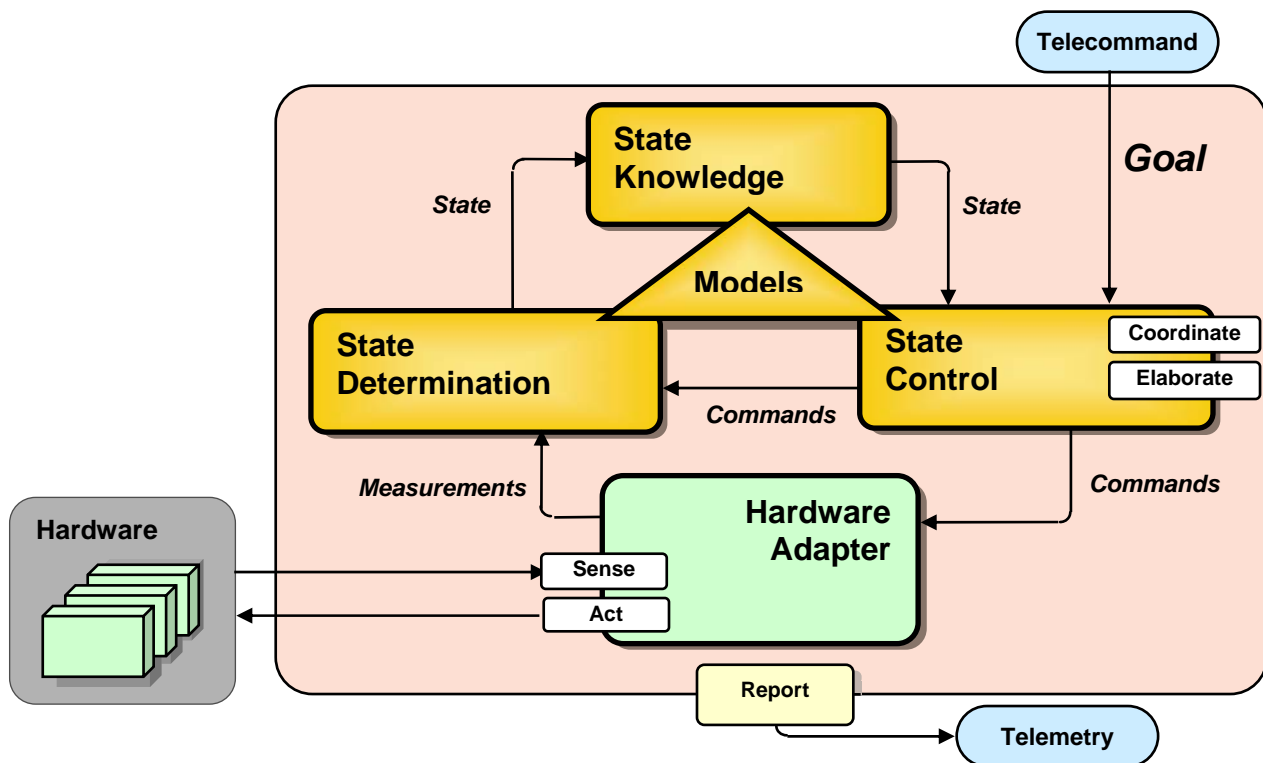 Telecommand
State
Knowledge
Goal
State
State
Models
State
Determination
State
Control
Coordinate
Elaborate
Commands
Measurements
Commands
Hardware
Adapter
Hardware
Sense
Act
Report
Telemetry